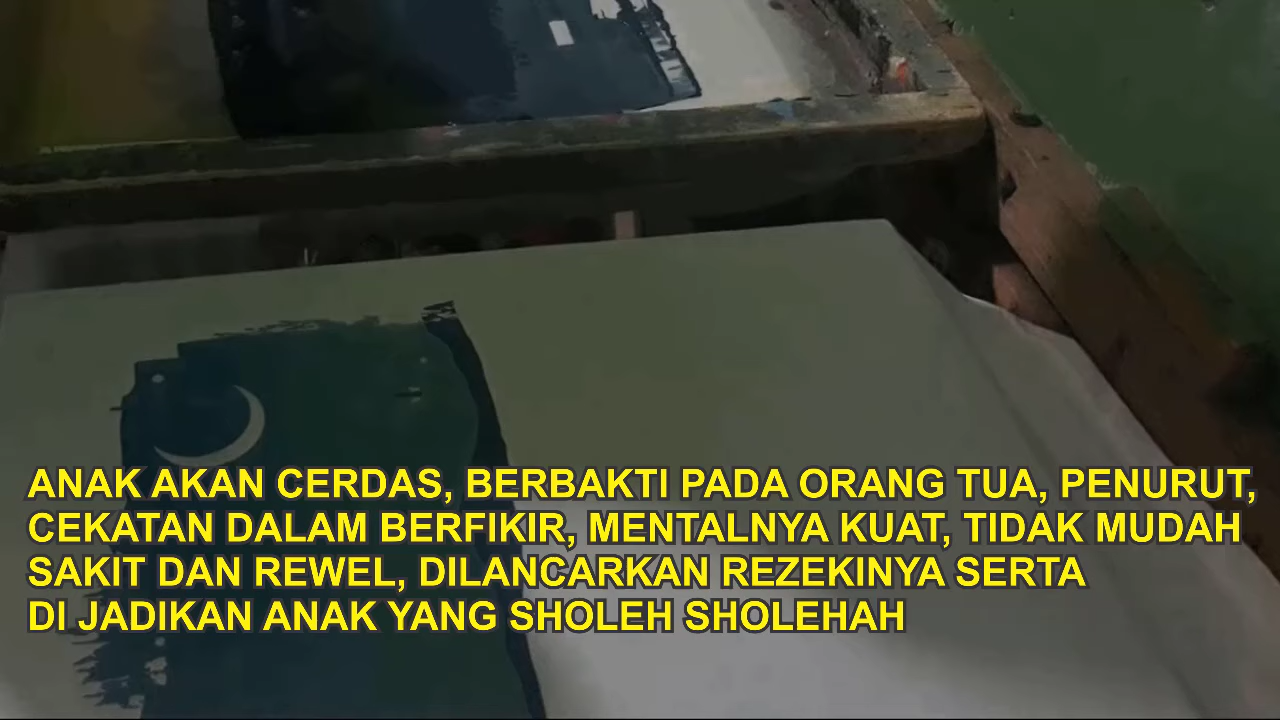 ANAK AKAN CERDAS, BERBAKTI PADA ORANG TUA, PENURUT,
CEKATAN DALAM BERFIKIR, MENTALNYA KUAT, TIDAK MUDAH
SAKIT DAN REWEL, DILANCARKAN REZEKINYA SERTA
DI JADIKAN ANAK YANG SHOLEH SHOLEHAH